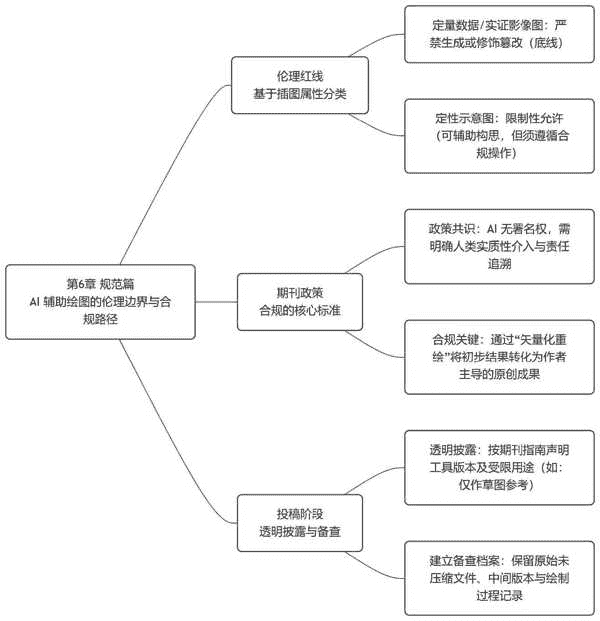 定量数据/实证影像图：严
禁生成或修饰篡改（底线）
伦理红线
基于插图属性分类
定性示意图：限制性允许
（可辅助构思，但须遵循合
规操作）
政策共识：AI 无署名权，需
明确人类实质性介入与责任
追溯
第6章 规范篇
AI 辅助绘图的伦理边界与合
规路径
期刊政策
合规的核心标准
合规关键：通过“矢量化重
绘”将初步结果转化为作者
主导的原创成果
透明披露：按期刊指南声明
工具版本及受限用途（如：
仅作草图参考）
投稿阶段
透明披露与备查
建立备查档案：保留原始未
压缩文件、中间版本与绘制
过程记录